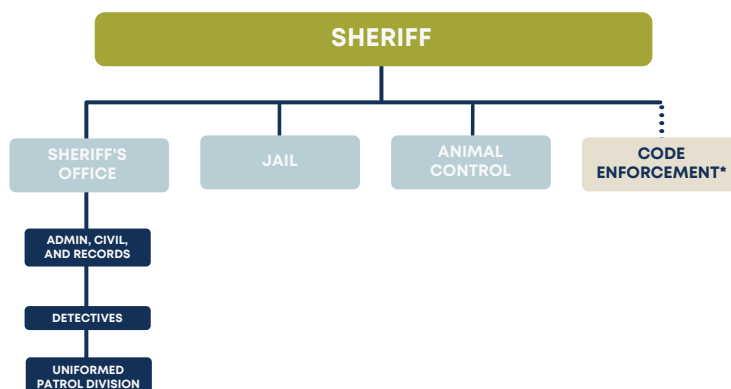 SHERIFF
SHERIFF'S
OFFICE
JAIL
ANIMAL
CONTROL
CODE
ENFORCEMENT*
ADMIN, CIVIL,
AND RECORDS
DETECTIVES
UNIFORMED
PATROL DIVISION